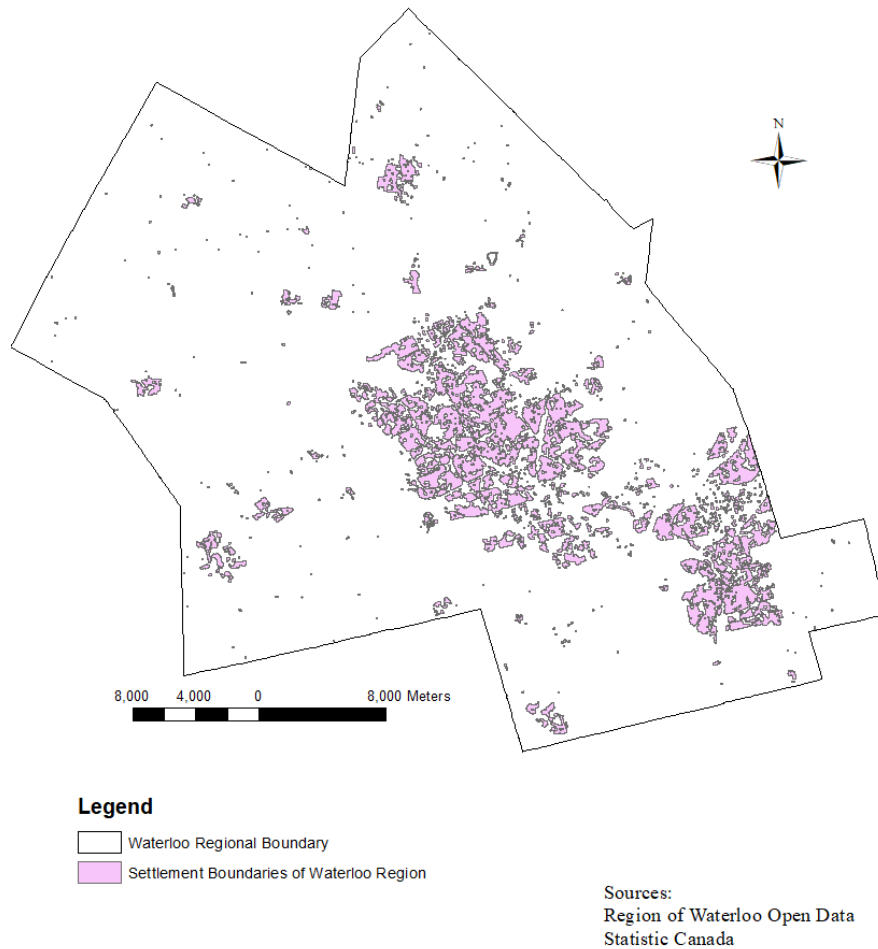 N
8,000 4,000 0 8,000 Meters
Legend
Waterloo Regional Boundary
Settlement Boundaries of Waterloo Region
Sources:
Region of Waterloo Open Data
Statistic Canada